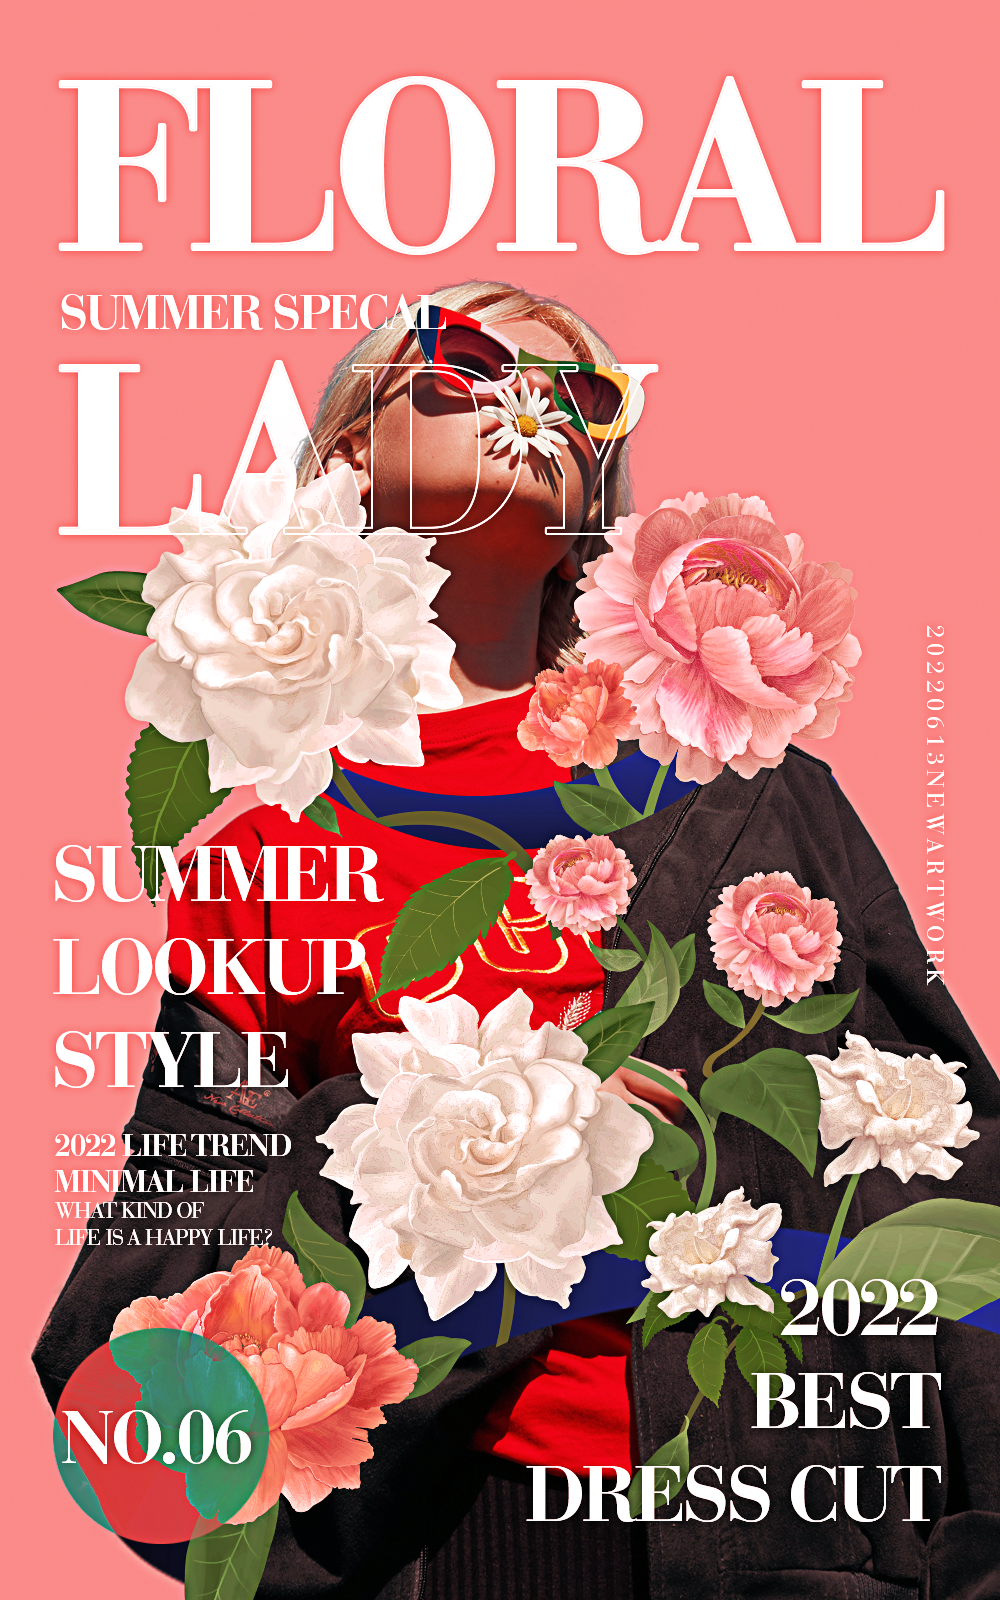 FLORAL
SUMMER SPECAL
LADY
20220613NEWARTWORK
SUMMER
LOOKUP
STYLE
2022 LIFE TREND
MINIMAL LIFE
WHAT KIND OF
LIFE IS A HAPPY LIFE?
2022
BEST
DRESS CUT
NO.06